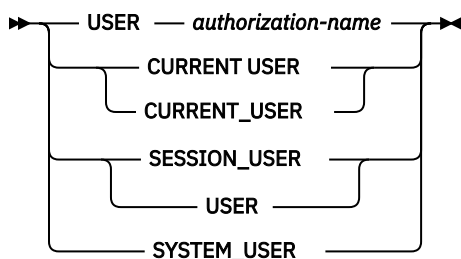 USER authorization-name
CURRENT USER
CURRENT_USER
SESSION_USER
USER
SYSTEM_USER